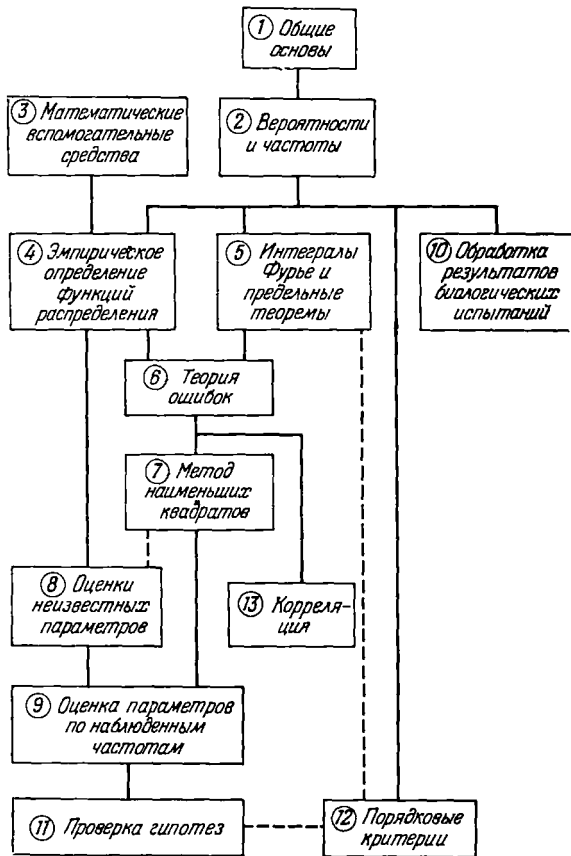 ① Общие
основы
③ Математические
вспомогательные
средства
② Вероятности
и частоты
④ Эмпирическое
определение
функций
распределения
⑤ Интегралы
Фурье и
предельные
теоремы
⑩ Обработка
результатов
биологических
испытаний
⑥ Теория
ошибок
⑦ Метод
наименьших
квадратов
⑧ Оценки
неизвестных
параметров
⑬ Корреля-
ция
⑨ Оценка параметров
по наблюденным
частотам
⑪ Проверка гипотез
⑫ Порядковые
критерии